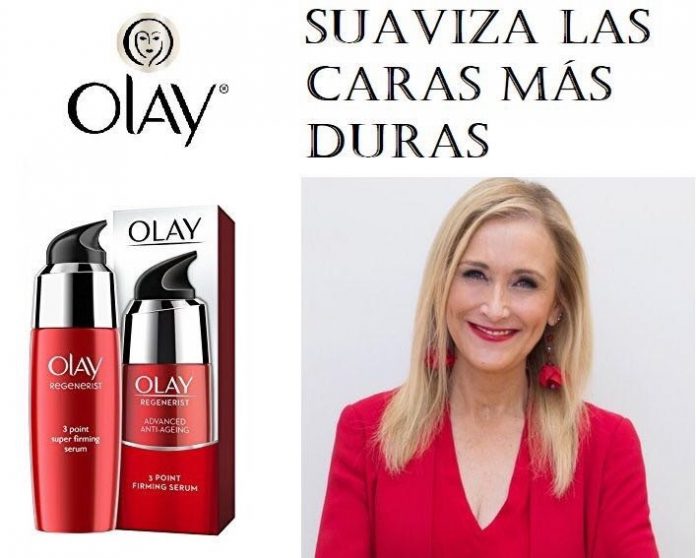 OLAY®
SUAVIZA LAS
CARAS MÁS
DURAS
OLAY
REGENERIST
3 point
super firming
serum
OLAY
OLAY
REGENERIST
ADVANCED
ANTI-AGEING
3 POINT
FIRMING SERUM